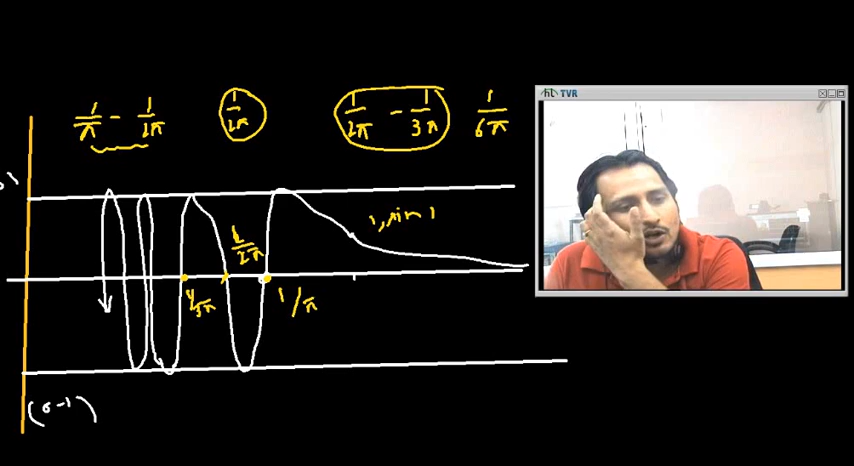 1/π - 1/2π   1/2π   1/2π - 1/3π   1/6π
ht TVR
1, sin 1
1/2π
1/3π   1/π
(0-1)